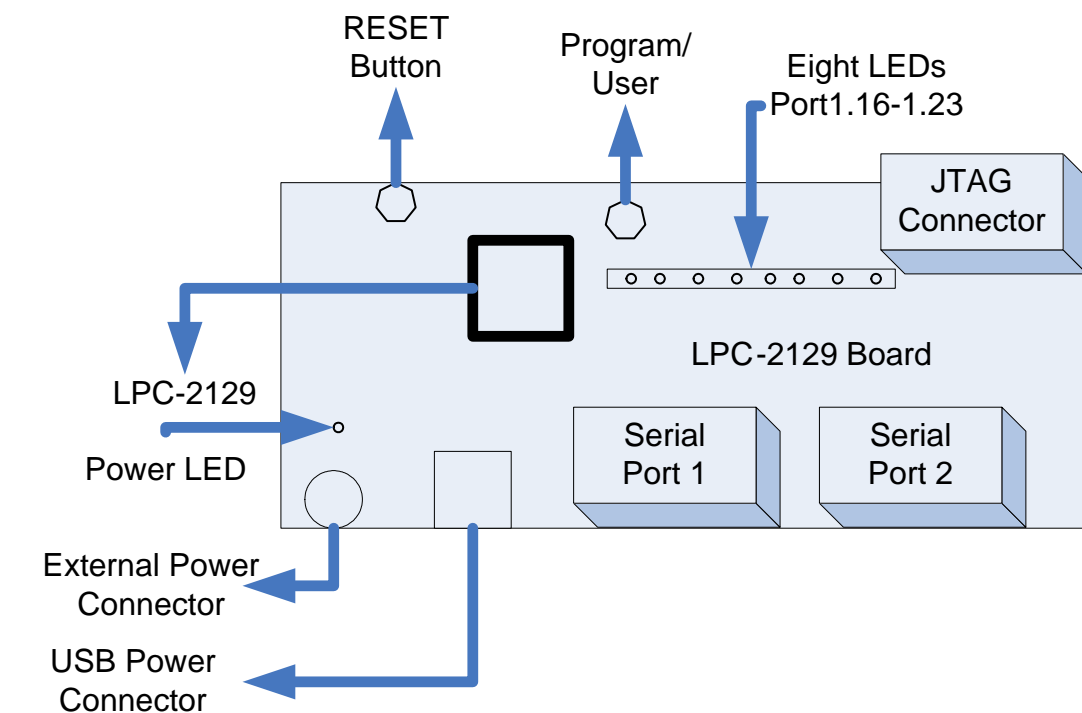 RESET
Button
Program/
User
Eight LEDs
Port1.16-1.23
JTAG
Connector
LPC-2129 Board
LPC-2129
Power LED
Serial
Port 1
Serial
Port 2
External Power
Connector
USB Power
Connector